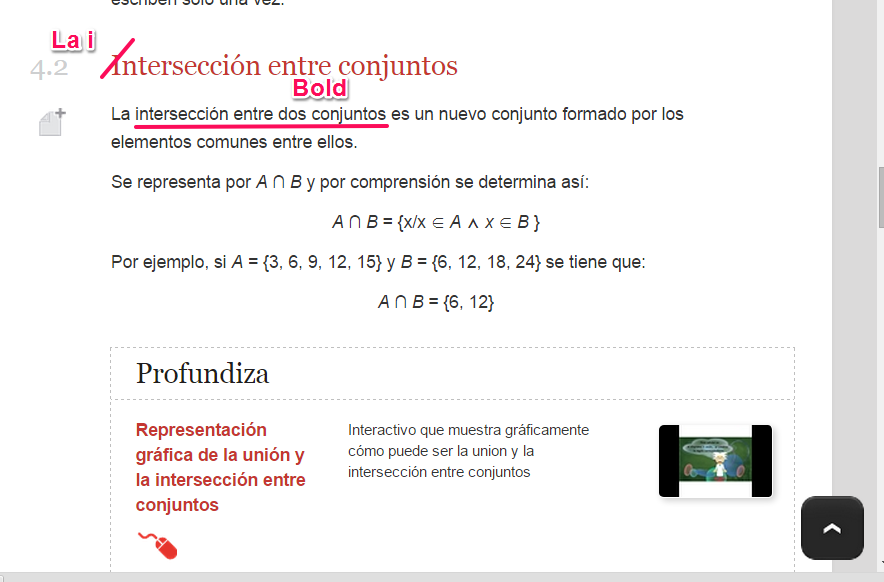 escriben solo una vez.
La i
4.2 Intersección entre conjuntos
Bold
La intersección entre dos conjuntos es un nuevo conjunto formado por los
elementos comunes entre ellos.
Se representa por A ∩ B y por comprensión se determina así:
A ∩ B = {x/x ∈ A ∧ x ∈ B }
Por ejemplo, si A = {3, 6, 9, 12, 15} y B = {6, 12, 18, 24} se tiene que:
A ∩ B = {6, 12}
Profundiza
Representación
gráfica de la unión y
la intersección entre
conjuntos
Interactivo que muestra gráficamente
cómo puede ser la union y la
intersección entre conjuntos